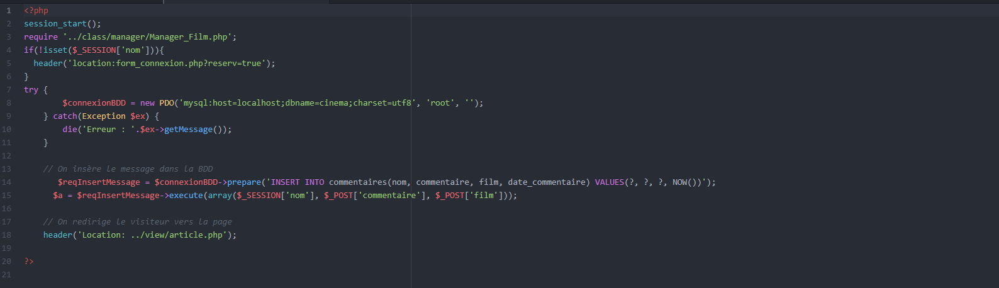 1 <?php
2 session_start();
3 require '../class/manager/Manager_Film.php';
4 if(!isset($_SESSION['nom'])){
5   header('location:form_connexion.php?reserv=true');
6 }
7 try {
8         $connexionBDD = new PDO('mysql:host=localhost;dbname=cinema;charset=utf8', 'root', '');
9     } catch(Exception $ex) {
10         die('Erreur : '.$ex->getMessage());
11     }
12
13     // On insère le message dans la BDD
14        $reqInsertMessage = $connexionBDD->prepare('INSERT INTO commentaires(nom, commentaire, film, date_commentaire) VALUES(?, ?, ?, NOW())');
15       $a = $reqInsertMessage->execute(array($_SESSION['nom'], $_POST['commentaire'], $_POST['film']));
16
17     // On redirige le visiteur vers la page
18     header('Location: ../view/article.php');
19
20 ?>
21